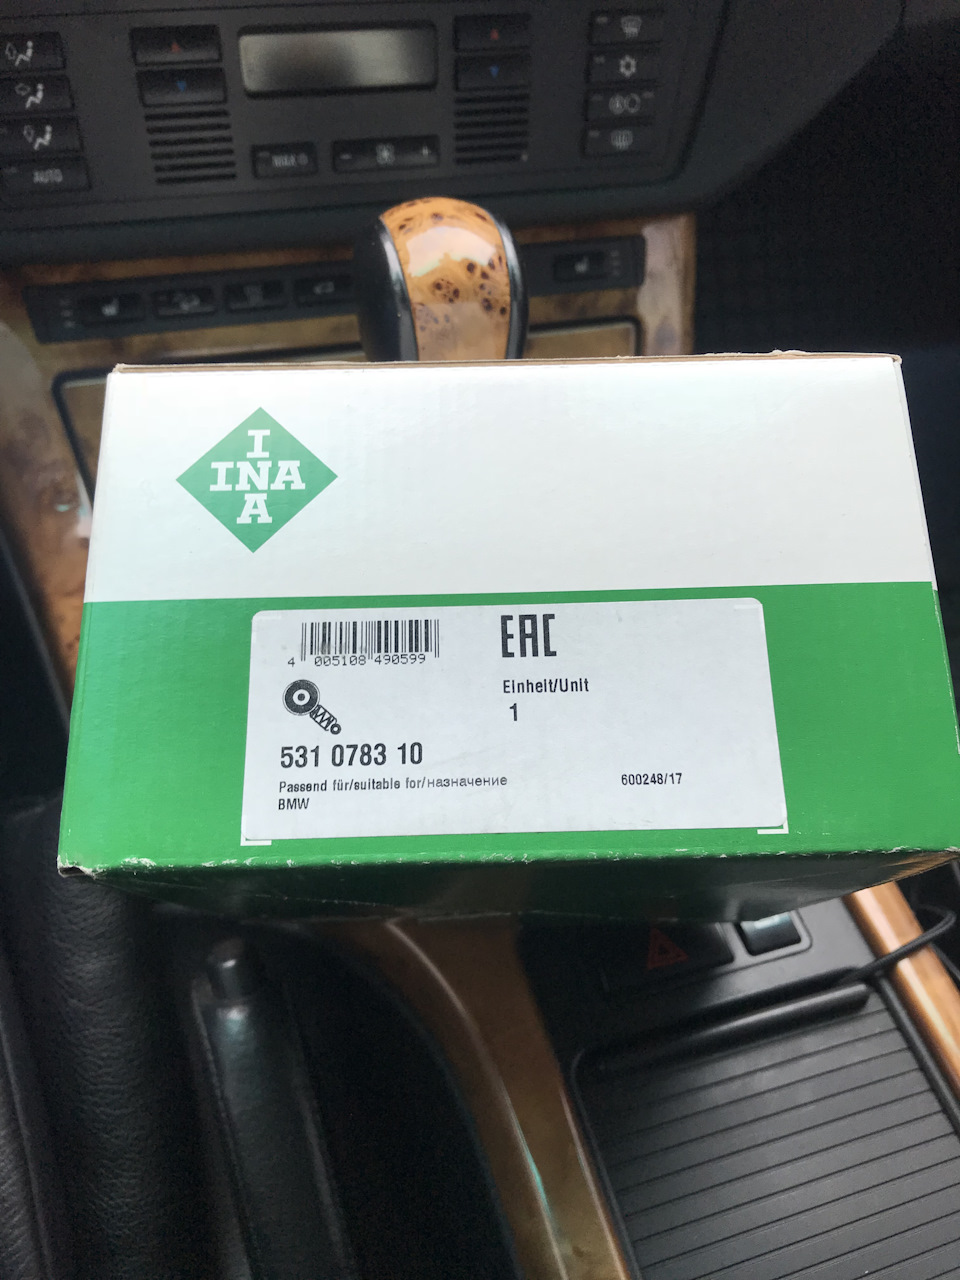 AUTO
MAX
- +
I
INA
A
EAC
4 005108 490599
Einheit/Unit
1
531 0783 10
Passend für/suitable for/назначение
600248/17
BMW